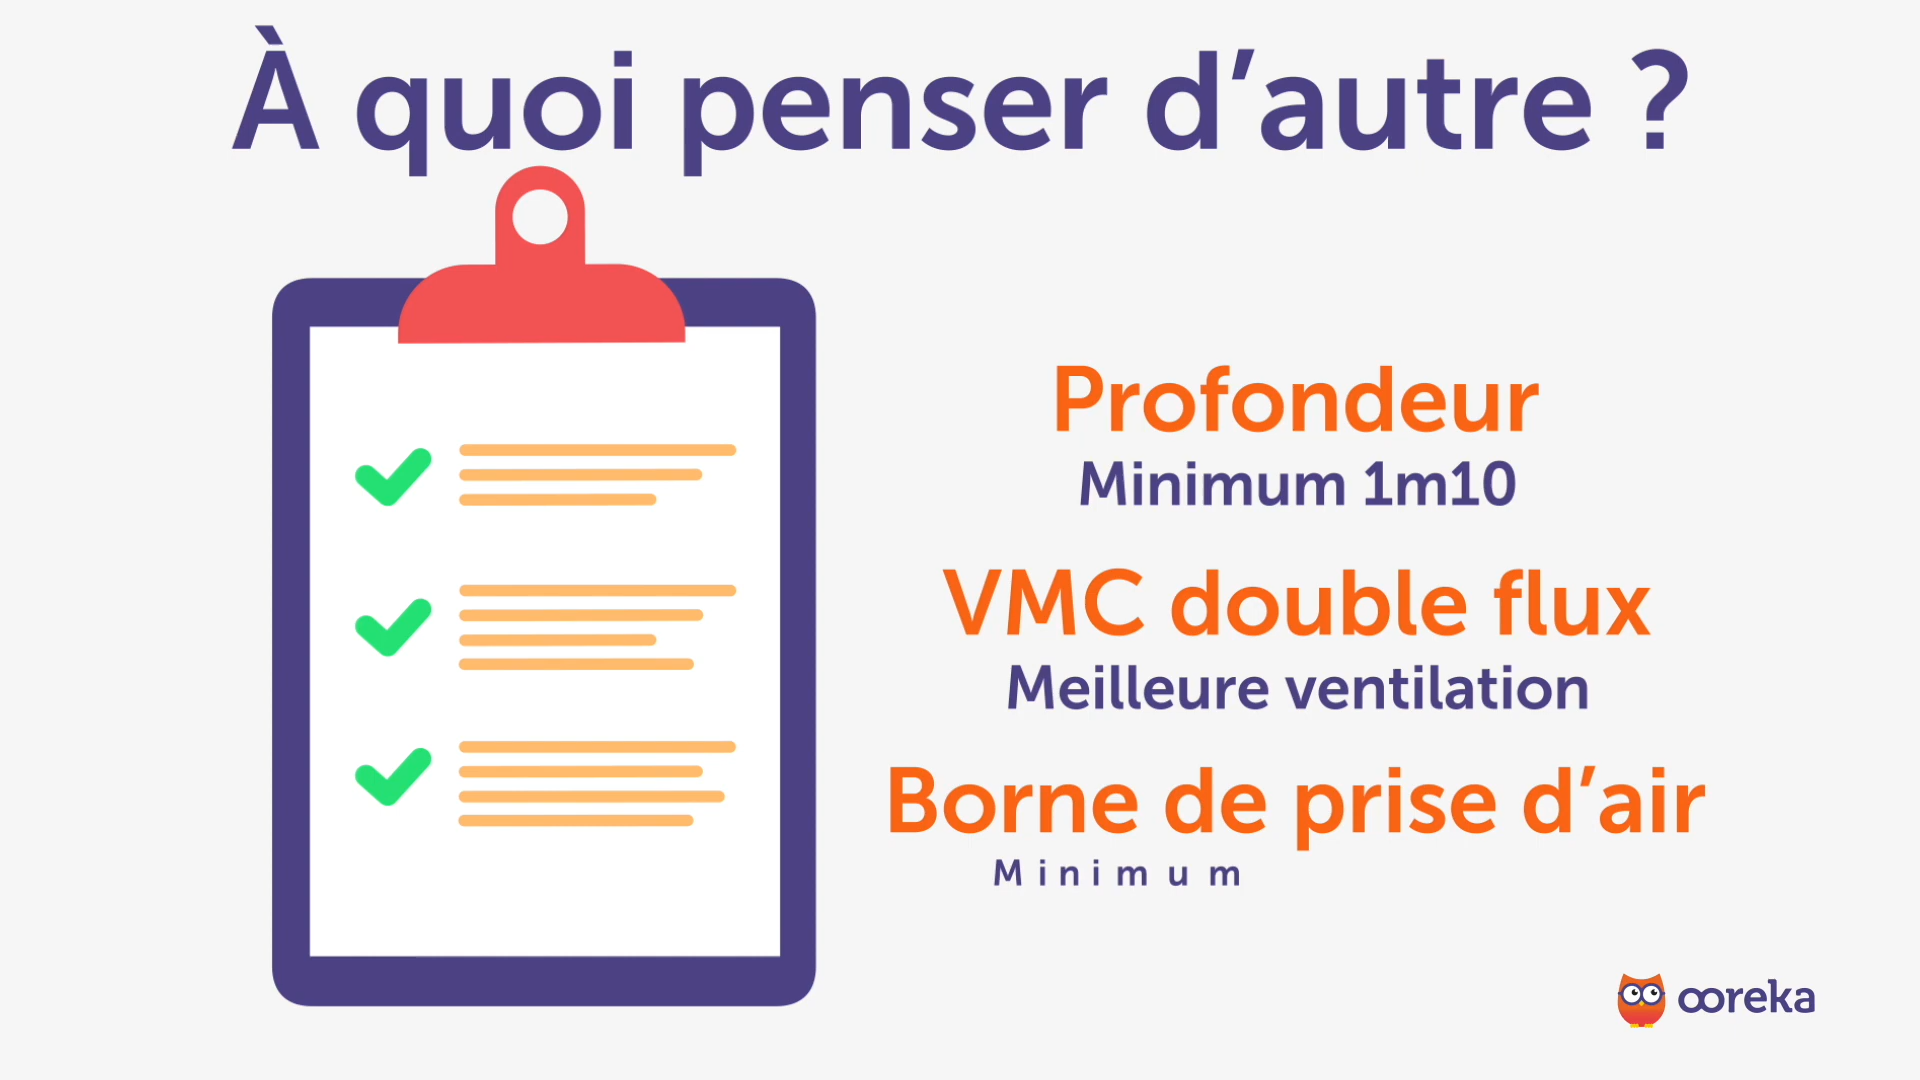 À quoi penser d’autre ?
Profondeur
Minimum 1m10
VMC double flux
Meilleure ventilation
Borne de prise d’air
Minimum
ooreka